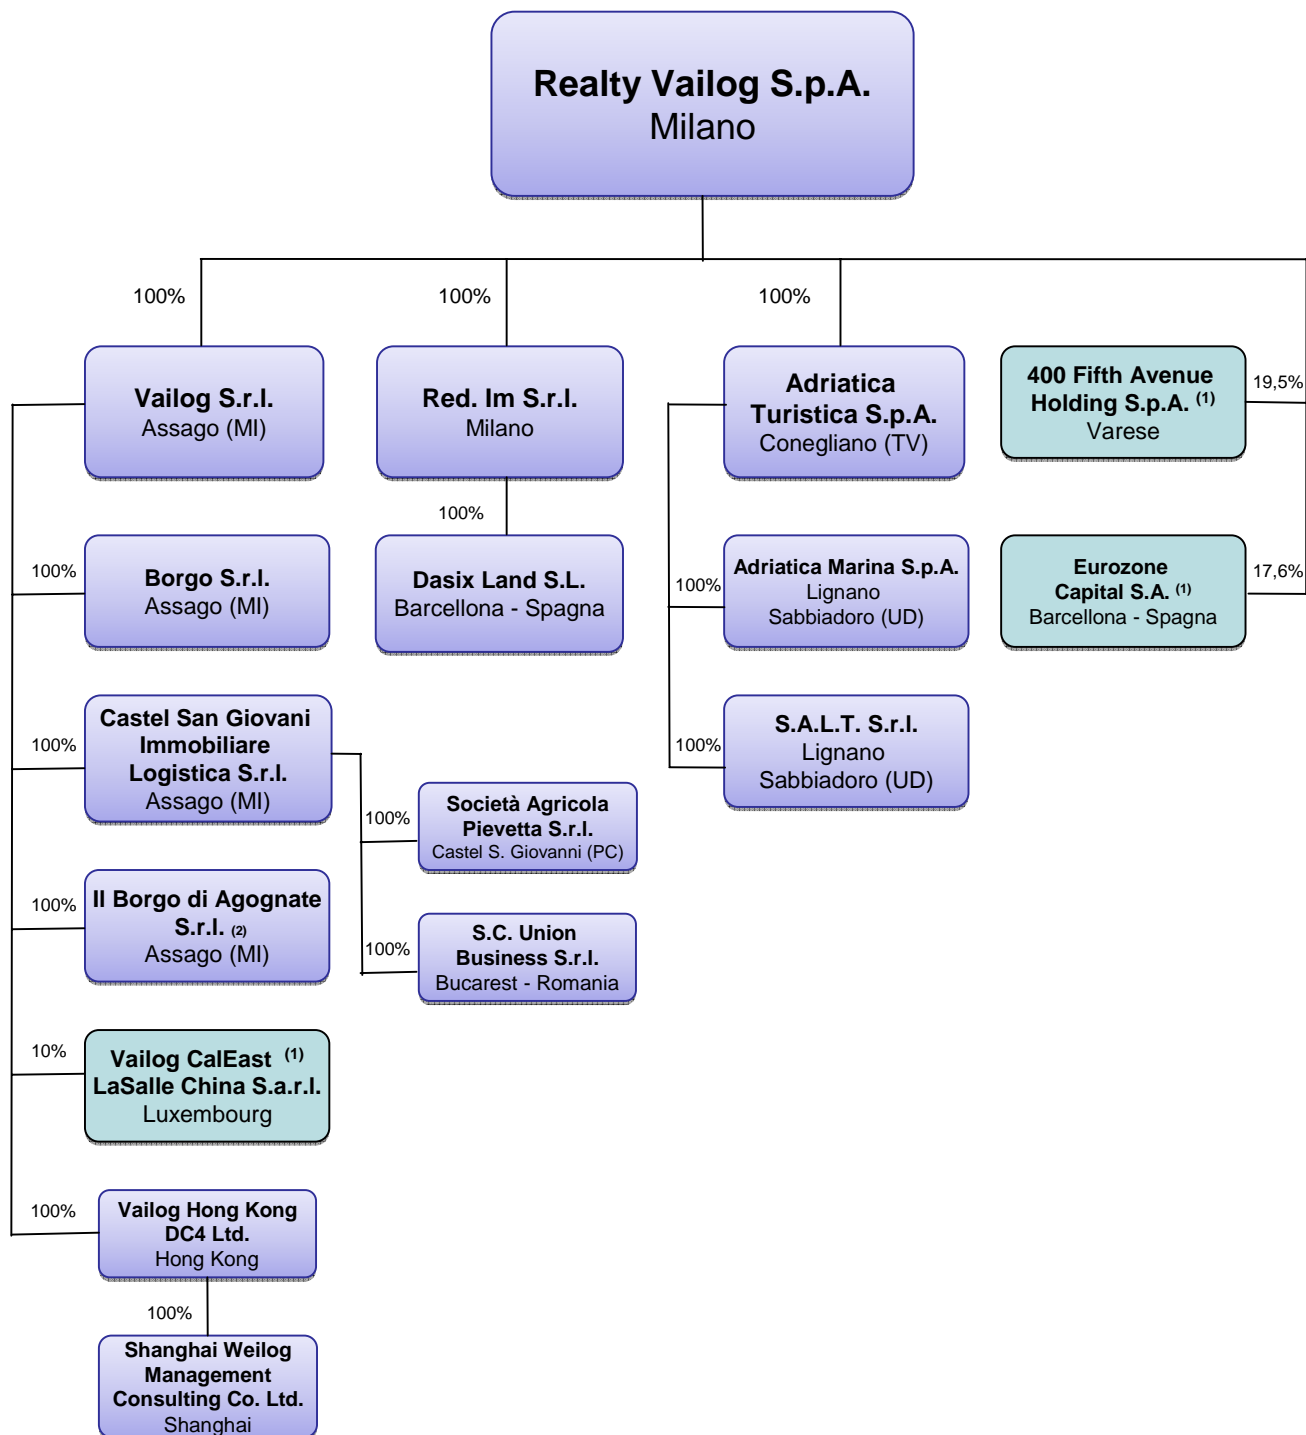 Realty Vailog S.p.A.
Milano
100%
100%
100%
Vailog S.r.l.
Assago (MI)
Red. Im S.r.l.
Milano
Adriatica
Turistica S.p.A.
Conegliano (TV)
400 Fifth Avenue
Holding S.p.A. (1)
Varese
19,5%
100%
100%
Borgo S.r.l.
Assago (MI)
Dasix Land S.L.
Barcellona - Spagna
100%
Adriatica Marina S.p.A.
Lignano
Sabbiadoro (UD)
Eurozone
Capital S.A. (1)
Barcellona - Spagna
17,6%
100%
Castel San Giovani
Immobiliare
Logistica S.r.l.
Assago (MI)
100%
S.A.L.T. S.r.l.
Lignano
Sabbiadoro (UD)
100%
Società Agricola
Pievetta S.r.l.
Castel S. Giovanni (PC)
100%
Il Borgo di Agognate
S.r.l. (2)
Assago (MI)
100%
S.C. Union
Business S.r.l.
Bucarest - Romania
10%
Vailog CalEast (1)
LaSalle China S.a.r.l.
Luxembourg
100%
Vailog Hong Kong
DC4 Ltd.
Hong Kong
100%
Shanghai Weilog
Management
Consulting Co. Ltd.
Shanghai